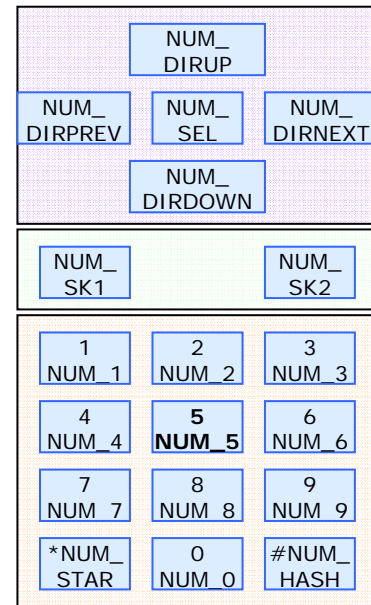 NUM_
DIRUP
NUM_
DIRPREV
NUM_
SEL
NUM_
DIRNEXT
NUM_
DIRDOWN
NUM_
SK1
NUM_
SK2
1
NUM_1
2
NUM_2
3
NUM_3
4
NUM_4
5
NUM_5
6
NUM_6
7
NUM_7
8
NUM_8
9
NUM_9
*NUM_
STAR
0
NUM_0
#NUM_
HASH